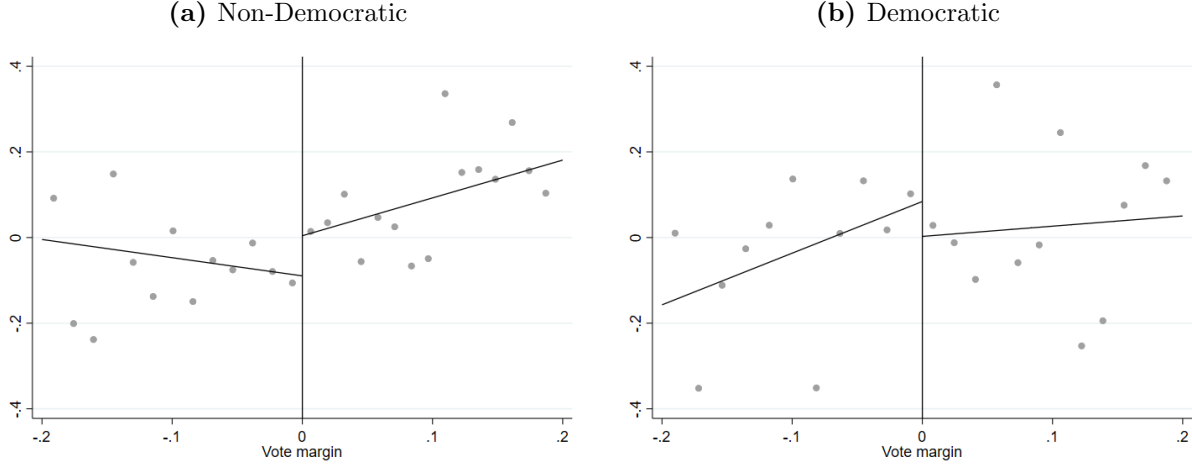 (a) Non-Democratic
.4
.2
0
-.2
-.4
-.2 -.1 0 .1 .2
Vote margin
(b) Democratic
.4
.2
0
-.2
-.4
-.2 -.1 0 .1 .2
Vote margin